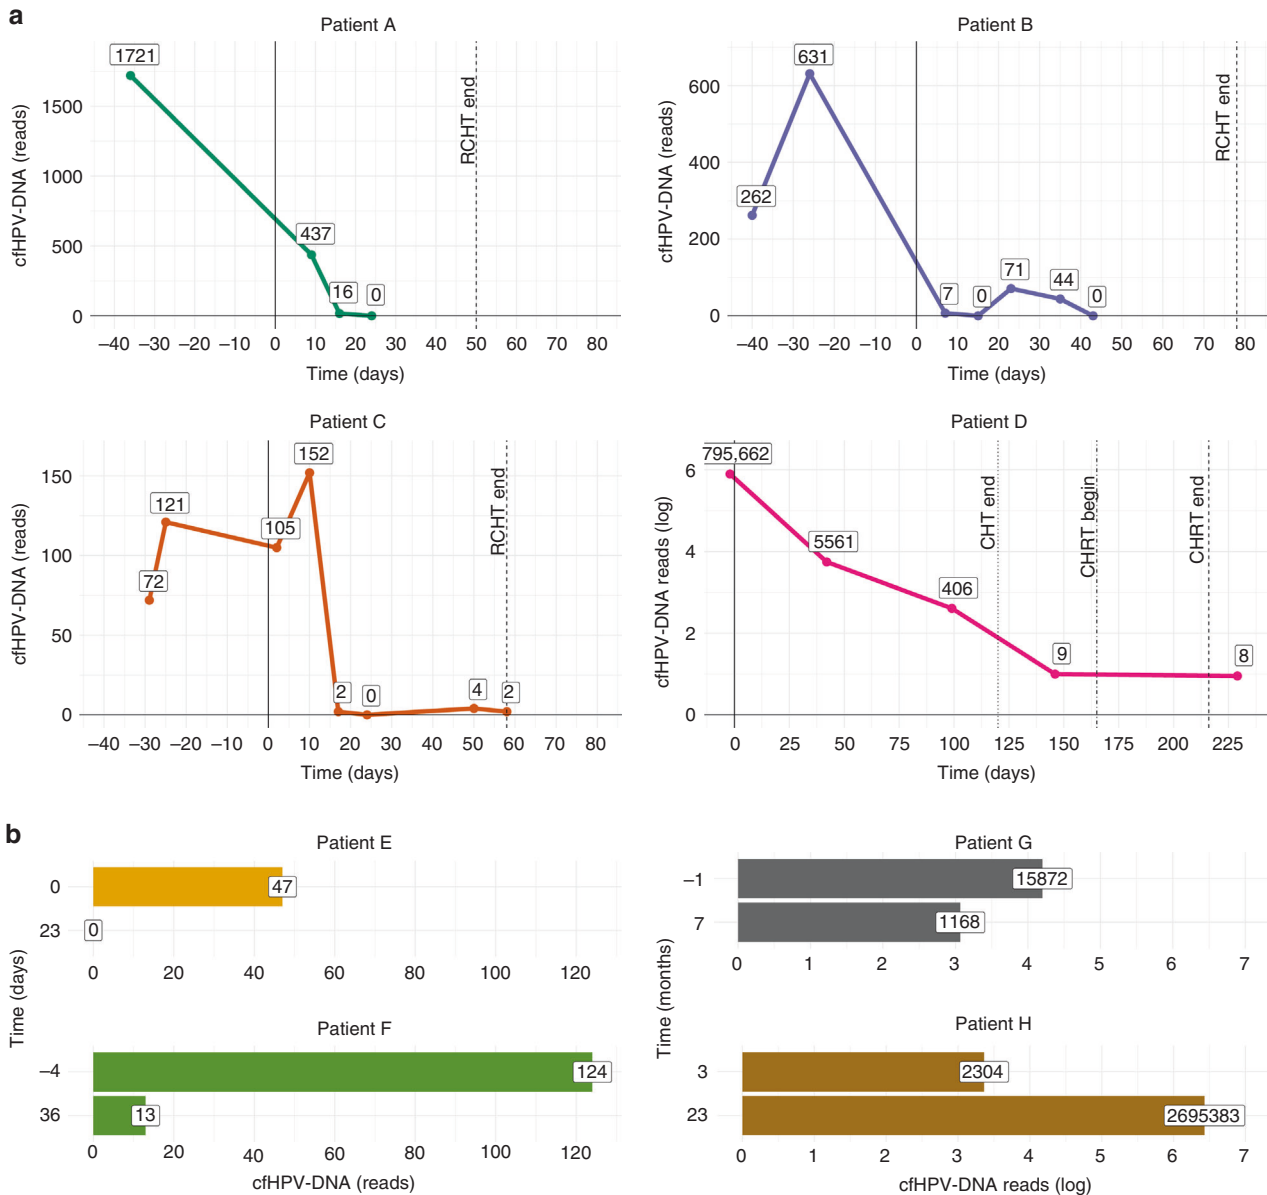 a
Patient A
1721
437
16
0
RCHT end
cfHPV-DNA (reads)
1500
1000
500
0
–40 –30 –20 –10 0 10 20 30 40 50 60 70 80
Time (days)
Patient B
631
262
7
0
71
44
0
RCHT end
cfHPV-DNA (reads)
600
400
200
0
–40 –30 –20 –10 0 10 20 30 40 50 60 70 80
Time (days)
Patient C
72
121
105
152
2
0
4
2
RCHT end
cfHPV-DNA (reads)
150
100
50
0
–40 –30 –20 –10 0 10 20 30 40 50 60 70 80
Time (days)
Patient D
795,662
5561
406
9
8
CHT end
CHRT begin
CHRT end
cfHPV-DNA reads (log)
6
4
2
0
0 25 50 75 100 125 150 175 200 225
Time (days)
b
Patient E
0
47
23
0
0 20 40 60 80 100 120
Time (days)
Patient F
–4
124
36
13
0 20 40 60 80 100 120
cfHPV-DNA (reads)
Patient G
–1
15872
7
1168
0 1 2 3 4 5 6 7
Time (months)
Patient H
3
2304
23
2695383
0 1 2 3 4 5 6 7
cfHPV-DNA reads (log)